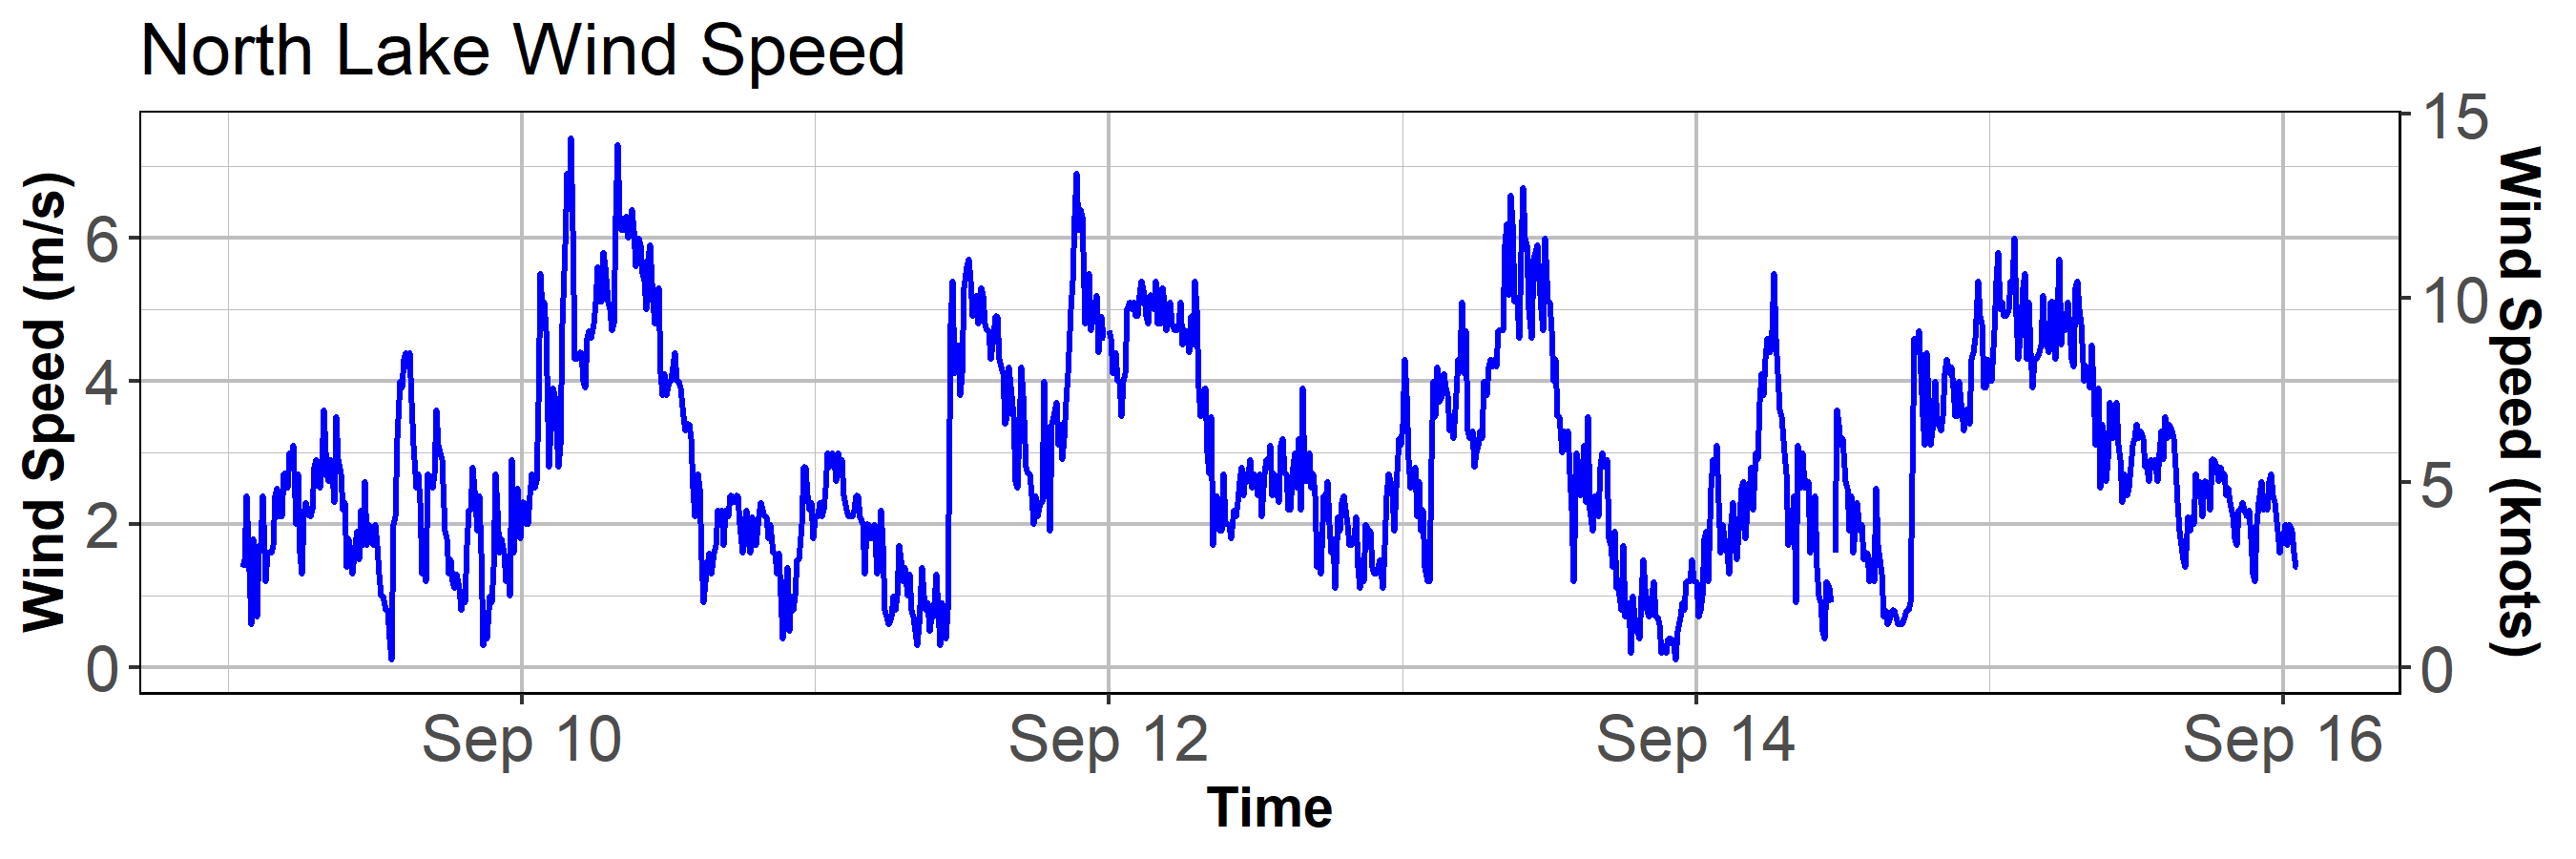 North Lake Wind Speed
Wind Speed (m/s)
6
4
2
0
15
10
5
0
Wind Speed (knots)
Sep 10
Sep 12
Sep 14
Sep 16
Time